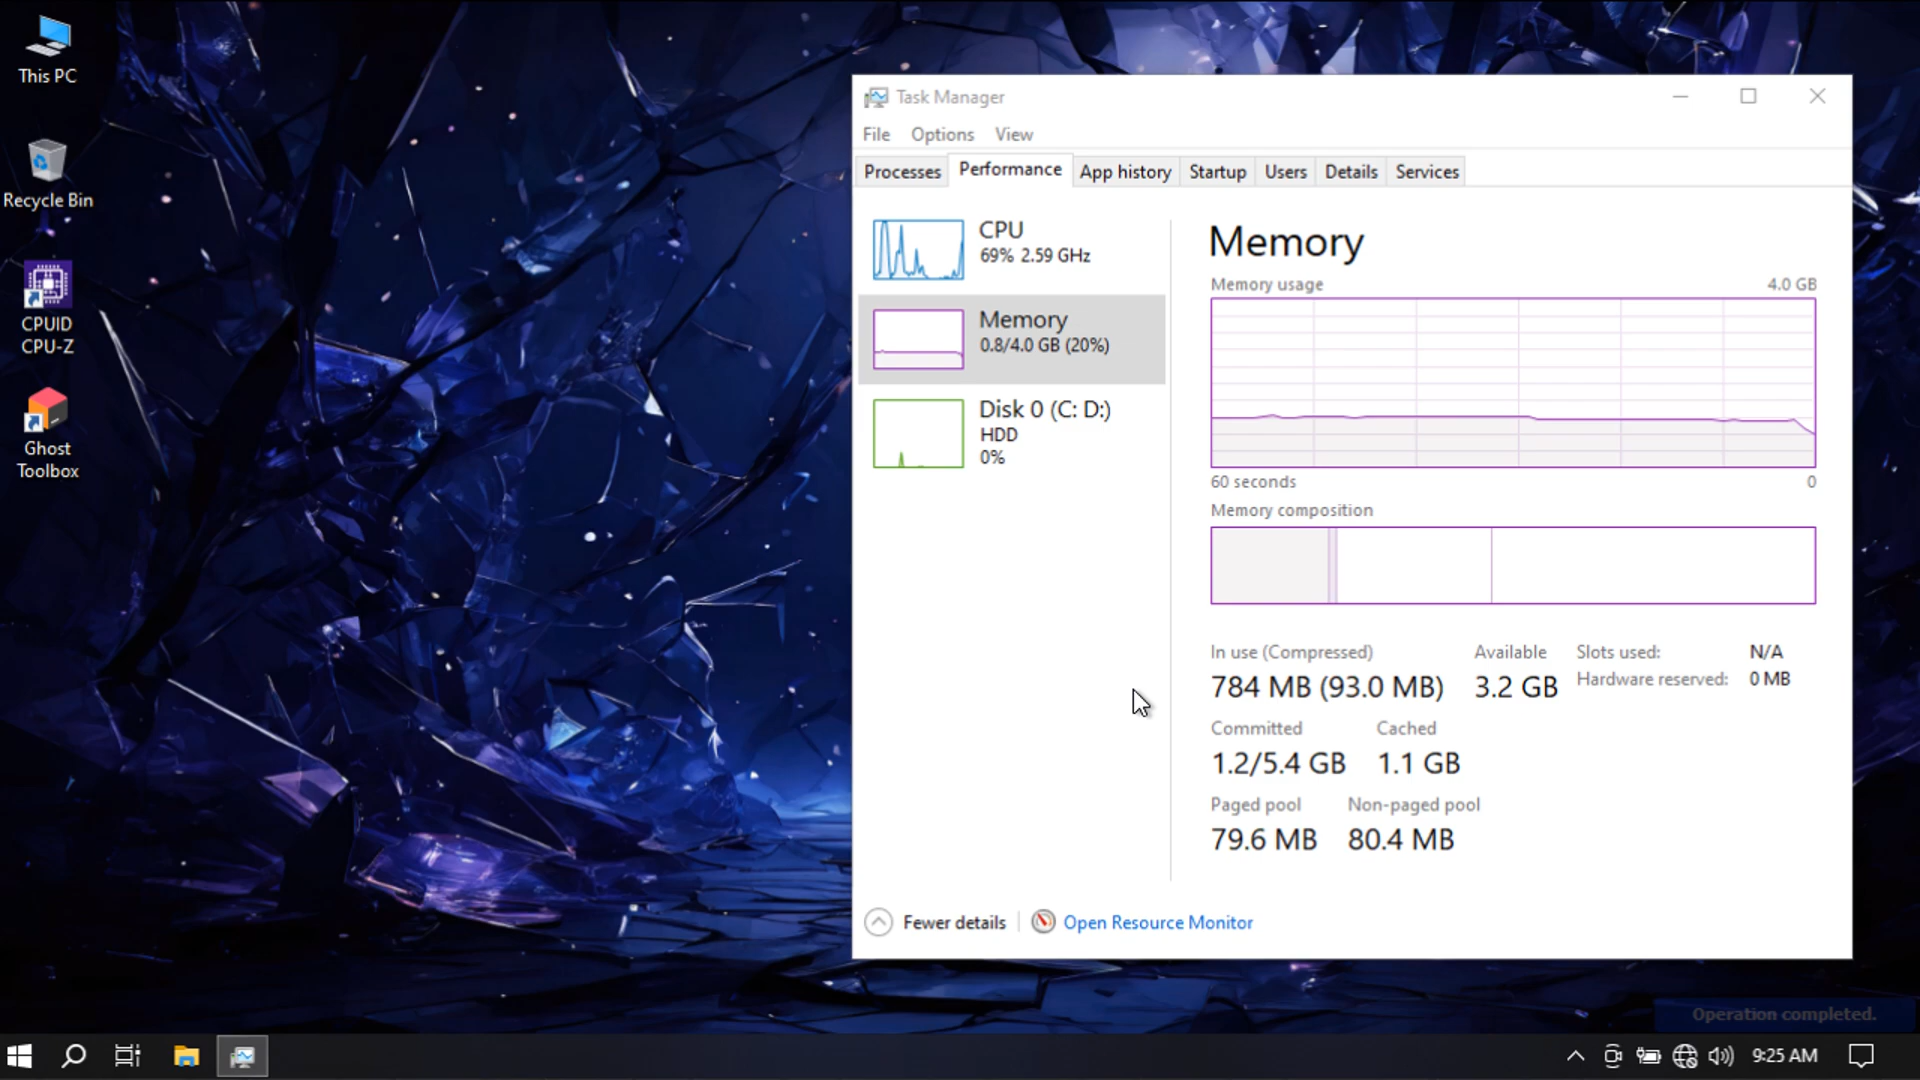 This PC
Recycle Bin
CPUID
CPU-Z
Ghost
Toolbox
Task Manager
File Options View
Processes Performance App history Startup Users Details Services
CPU
69% 2.59 GHz
Memory
0.8/4.0 GB (20%)
Disk 0 (C: D:)
HDD
0%
Memory
Memory usage 4.0 GB
60 seconds 0
Memory composition
In use (Compressed) Available Slots used: N/A
784 MB (93.0 MB) 3.2 GB Hardware reserved: 0 MB
Committed Cached
1.2/5.4 GB 1.1 GB
Paged pool Non-paged pool
79.6 MB 80.4 MB
Fewer details Open Resource Monitor
Operation completed.
9:25 AM